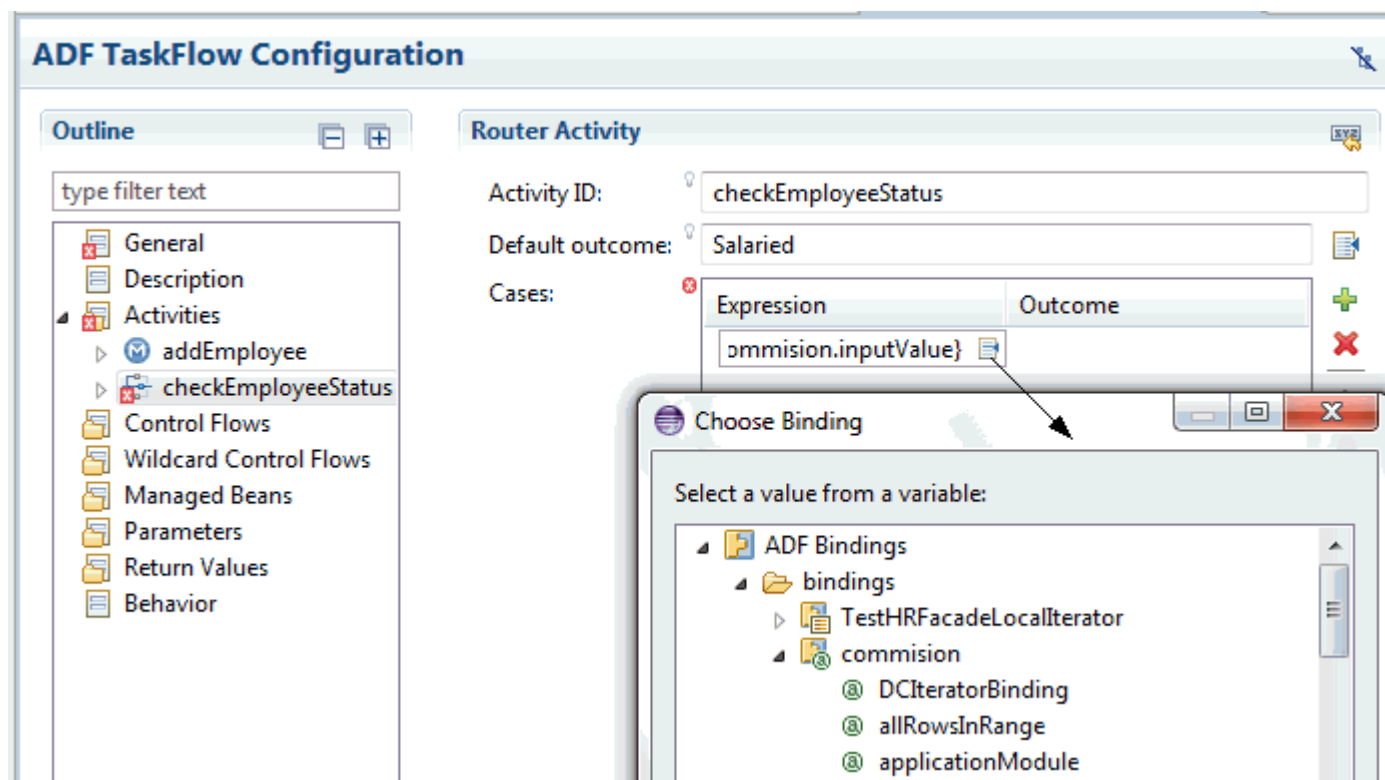 ADF TaskFlow Configuration
Outline
type filter text
General
Description
Activities
addEmployee
checkEmployeeStatus
Control Flows
Wildcard Control Flows
Managed Beans
Parameters
Return Values
Behavior
Router Activity
Activity ID: checkEmployeeStatus
Default outcome: Salaried
Cases:
Expression Outcome
ommision.inputValue}
Choose Binding
Select a value from a variable:
ADF Bindings
bindings
TestHRFacadeLocalIterator
commision
DCIteratorBinding
allRowsInRange
applicationModule